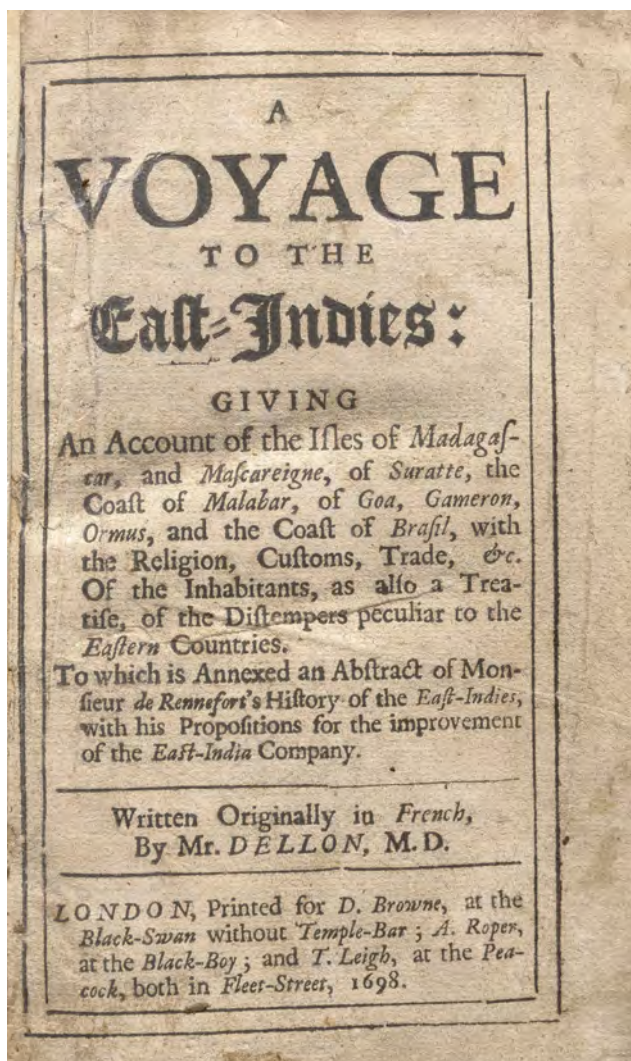 A
VOYAGE
TO THE
Eaſt-Indies:
GIVING
An Account of the Iſles of Madagaſ-
car, and Maſcareigne, of Suratte, the
Coaſt of Malabar, of Goa, Gameron,
Ormus, and the Coaſt of Braſil, with
the Religion, Cuſtoms, Trade, &c.
Of the Inhabitants, as alſo a Trea-
tiſe, of the Diſtempers peculiar to the
Eaſtern Countries.
To which is Annexed an Abſtract of Mon-
ſieur de Rennefort's Hiſtory of the Eaſt-Indies,
with his Propoſitions for the improvement
of the Eaſt-India Company.
Written Originally in French,
By Mr. DELLON, M.D.
LONDON, Printed for D. Browne, at the
Black-Swan without Temple-Bar; A. Roper,
at the Black-Boy; and T. Leigh, at the Pea-
cock, both in Fleet-Street, 1698.